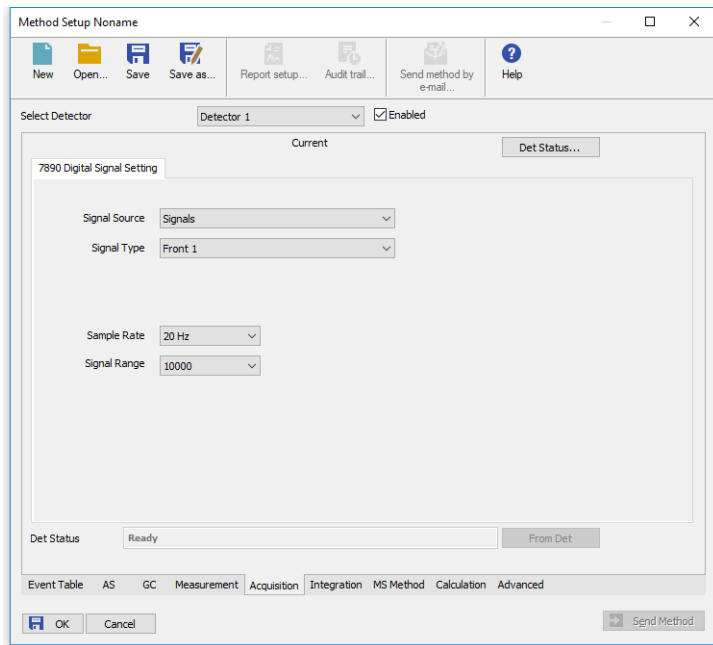 Method Setup Noname
New Open... Save Save as... Report setup... Audit trail... Send method by e-mail... Help
Select Detector Detector 1 Enabled
Current Det Status...
7890 Digital Signal Setting
Signal Source Signals
Signal Type Front 1
Sample Rate 20 Hz
Signal Range 10000
Det Status Ready From Det
Event Table AS GC Measurement Acquisition Integration MS Method Calculation Advanced
OK Cancel Send Method